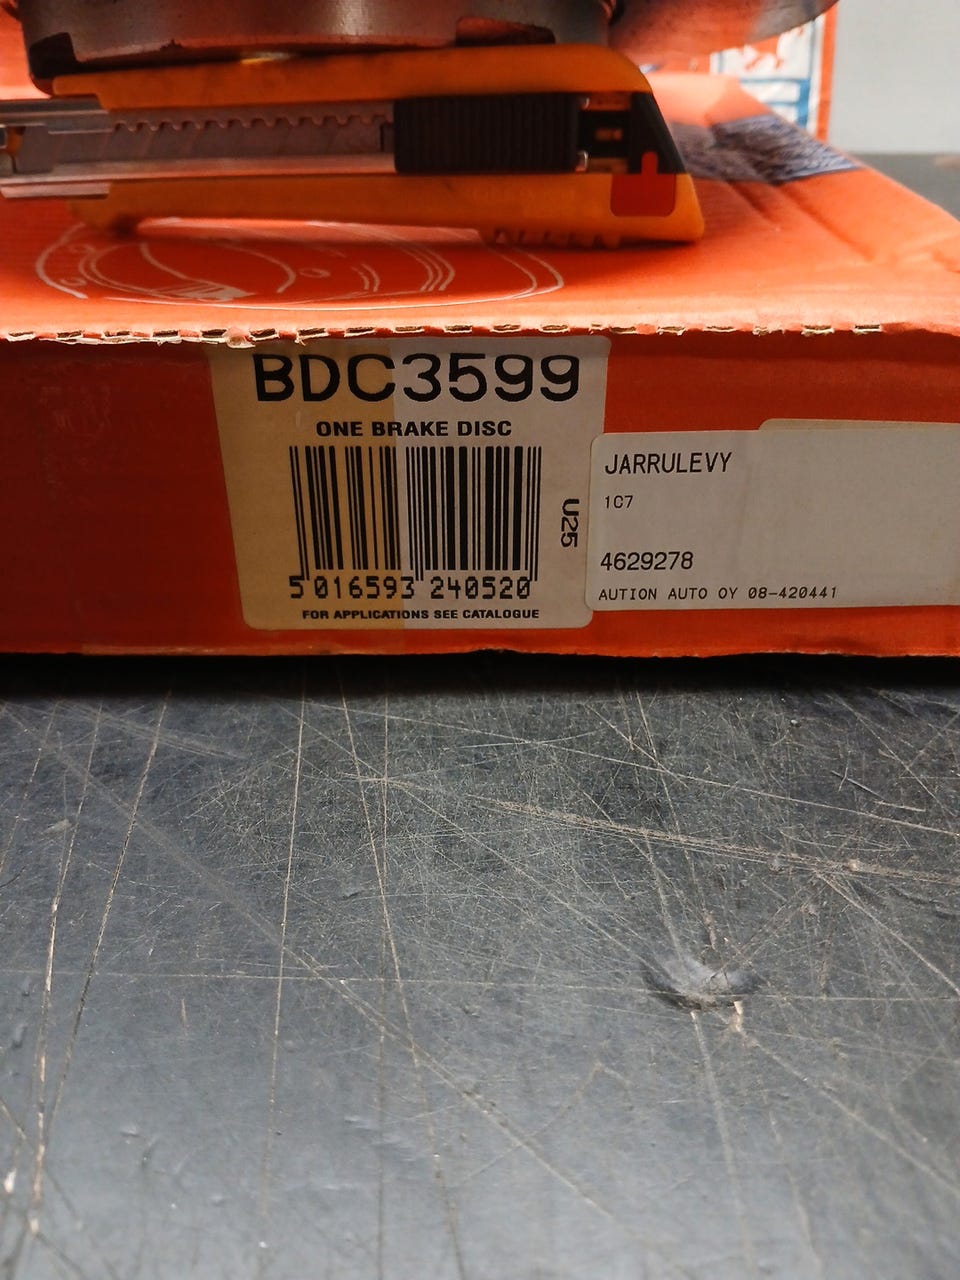 BDC3599
ONE BRAKE DISC
U25
5 016593 240520
FOR APPLICATIONS SEE CATALOGUE
JARRULEVY
1C7
4629278
AUTION AUTO OY 08-420441